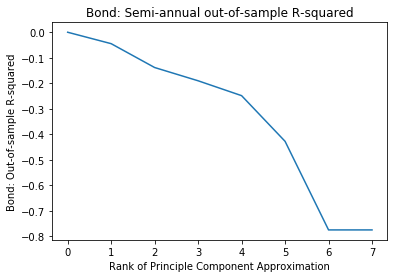 Bond: Semi-annual out-of-sample R-squared
Bond: Out-of-sample R-squared
0.0
−0.1
−0.2
−0.3
−0.4
−0.5
−0.6
−0.7
−0.8
0 1 2 3 4 5 6 7
Rank of Principle Component Approximation